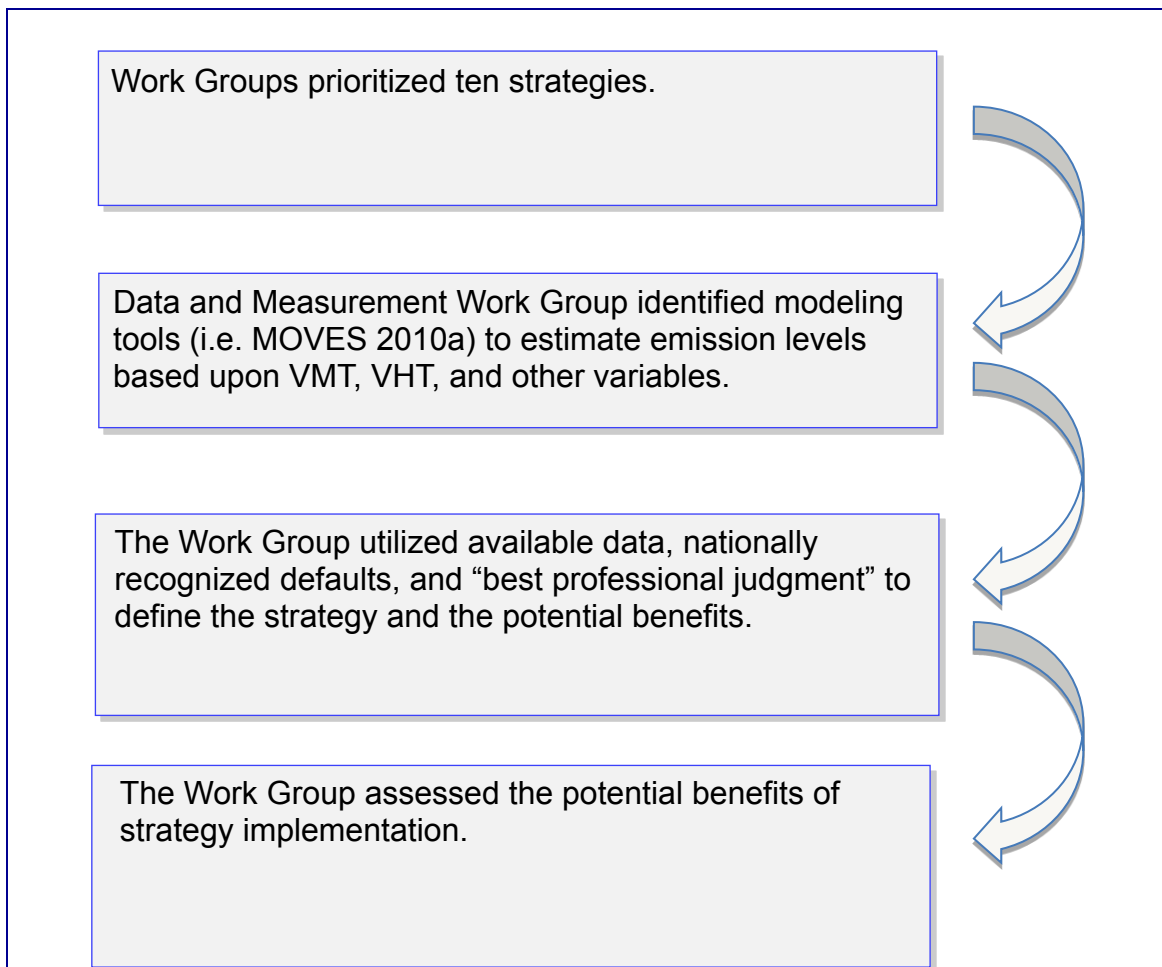 Work Groups prioritized ten strategies.
Data and Measurement Work Group identified modeling
tools (i.e. MOVES 2010a) to estimate emission levels
based upon VMT, VHT, and other variables.
The Work Group utilized available data, nationally
recognized defaults, and “best professional judgment” to
define the strategy and the potential benefits.
The Work Group assessed the potential benefits of
strategy implementation.